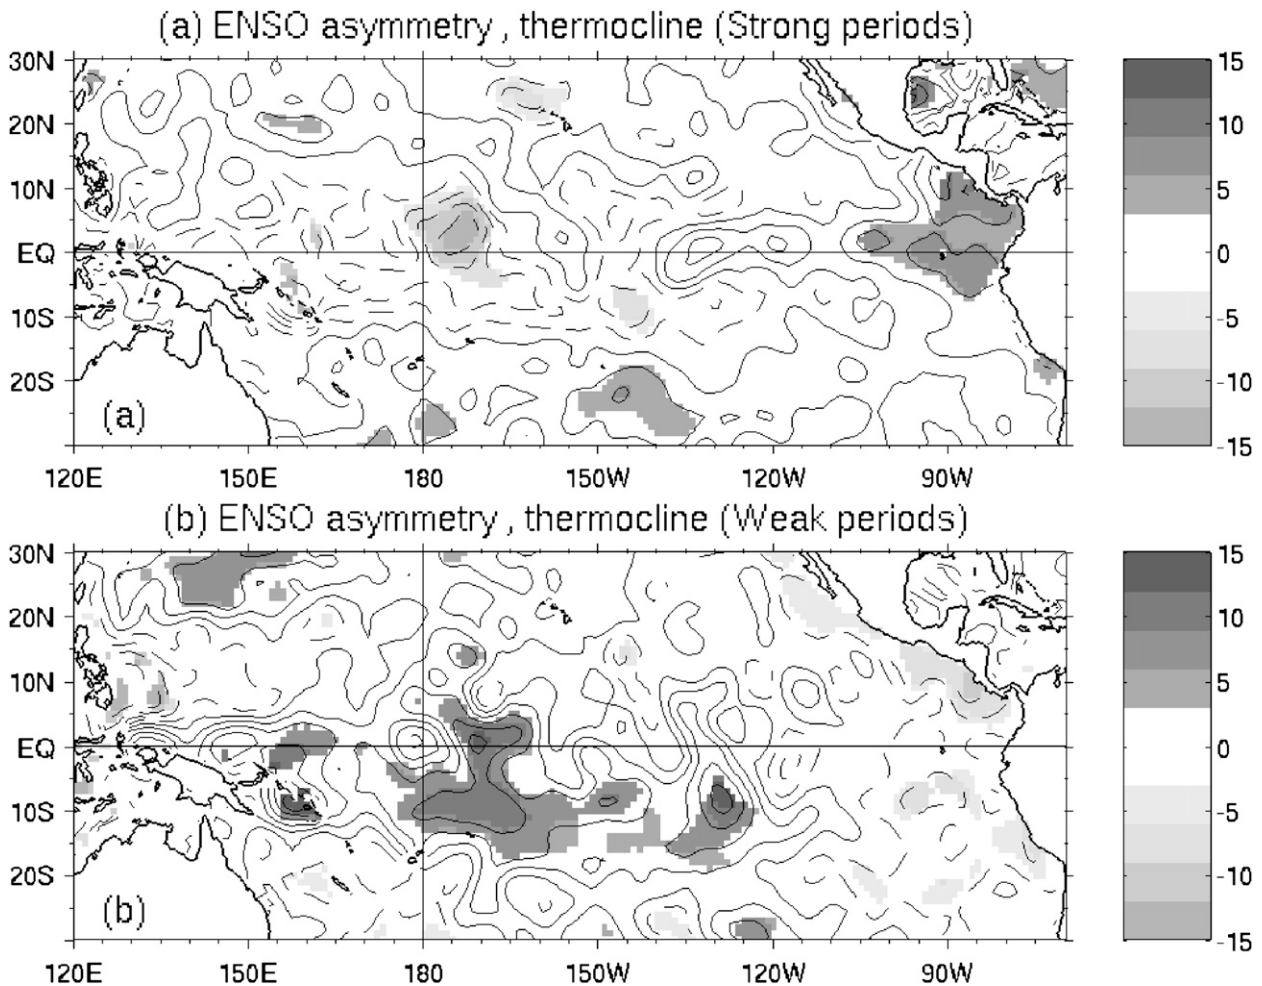 (a) ENSO asymmetry , thermocline (Strong periods)
30N
20N
10N
EQ
10S
20S
(a)
120E 150E 180 150W 120W 90W
15
10
5
0
-5
-10
-15
(b) ENSO asymmetry , thermocline (Weak periods)
30N
20N
10N
EQ
10S
20S
(b)
120E 150E 180 150W 120W 90W
15
10
5
0
-5
-10
-15